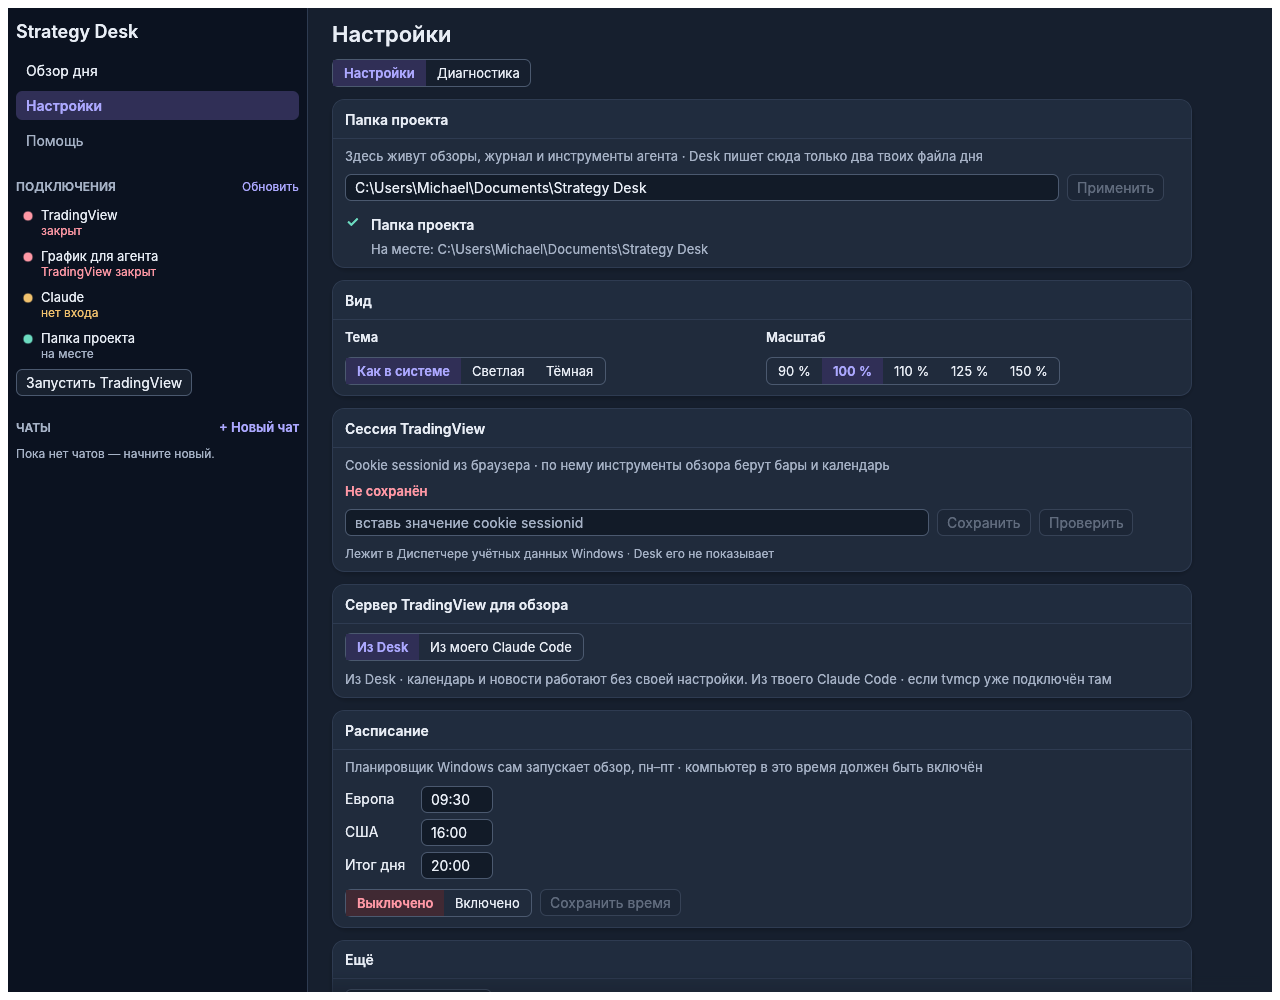 Strategy Desk
Обзор дня
Настройки
Помощь
ПОДКЛЮЧЕНИЯ
Обновить
TradingView
закрыт
График для агента
TradingView закрыт
Claude
нет входа
Папка проекта
на месте
Запустить TradingView
ЧАТЫ
+ Новый чат
Пока нет чатов — начните новый.
Настройки
Настройки Диагностика
Папка проекта
Здесь живут обзоры, журнал и инструменты агента · Desk пишет сюда только два твоих файла дня
C:\Users\Michael\Documents\Strategy Desk Применить
Папка проекта
На месте: C:\Users\Michael\Documents\Strategy Desk
Вид
Тема
Как в системе Светлая Тёмная
Масштаб
90 % 100 % 110 % 125 % 150 %
Сессия TradingView
Cookie sessionid из браузера · по нему инструменты обзора берут бары и календарь
Не сохранён
вставь значение cookie sessionid Сохранить Проверить
Лежит в Диспетчере учётных данных Windows · Desk его не показывает
Сервер TradingView для обзора
Из Desk Из моего Claude Code
Из Desk · календарь и новости работают без своей настройки. Из твоего Claude Code · если tvmcp уже подключён там
Расписание
Планировщик Windows сам запускает обзор, пн–пт · компьютер в это время должен быть включён
Европа 09:30
США 16:00
Итог дня 20:00
Выключено Включено Сохранить время
Ещё